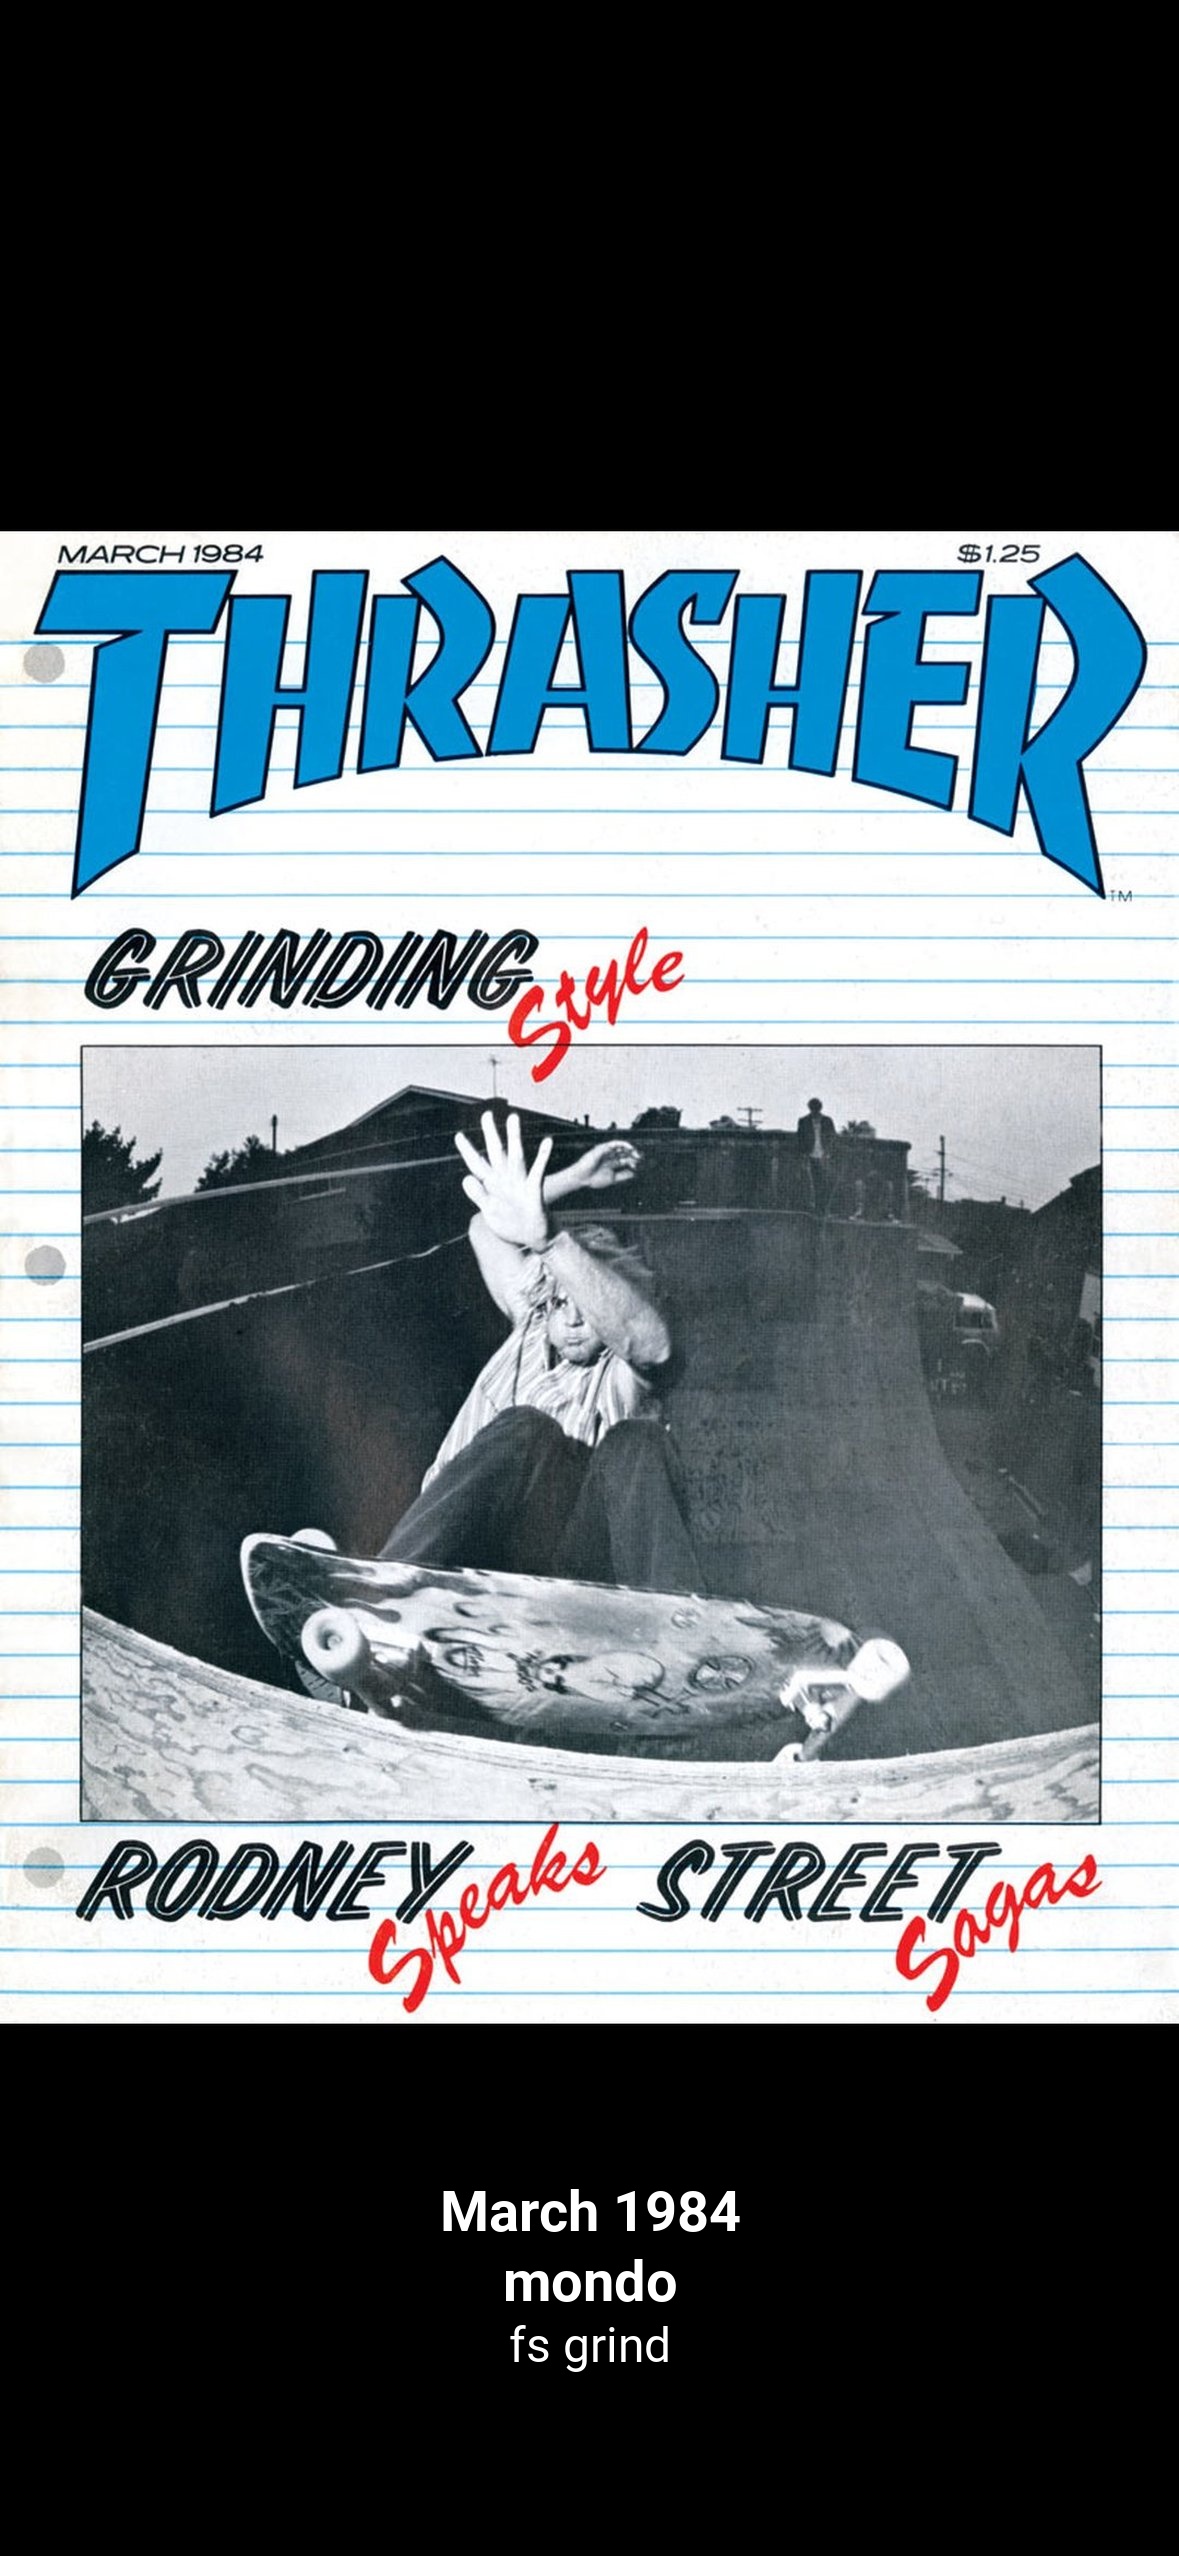 MARCH 1984
$1.25
THRASHER
TM
GRINDING Style
RODNEY Speaks
STREET Sagas
March 1984
mondo
fs grind